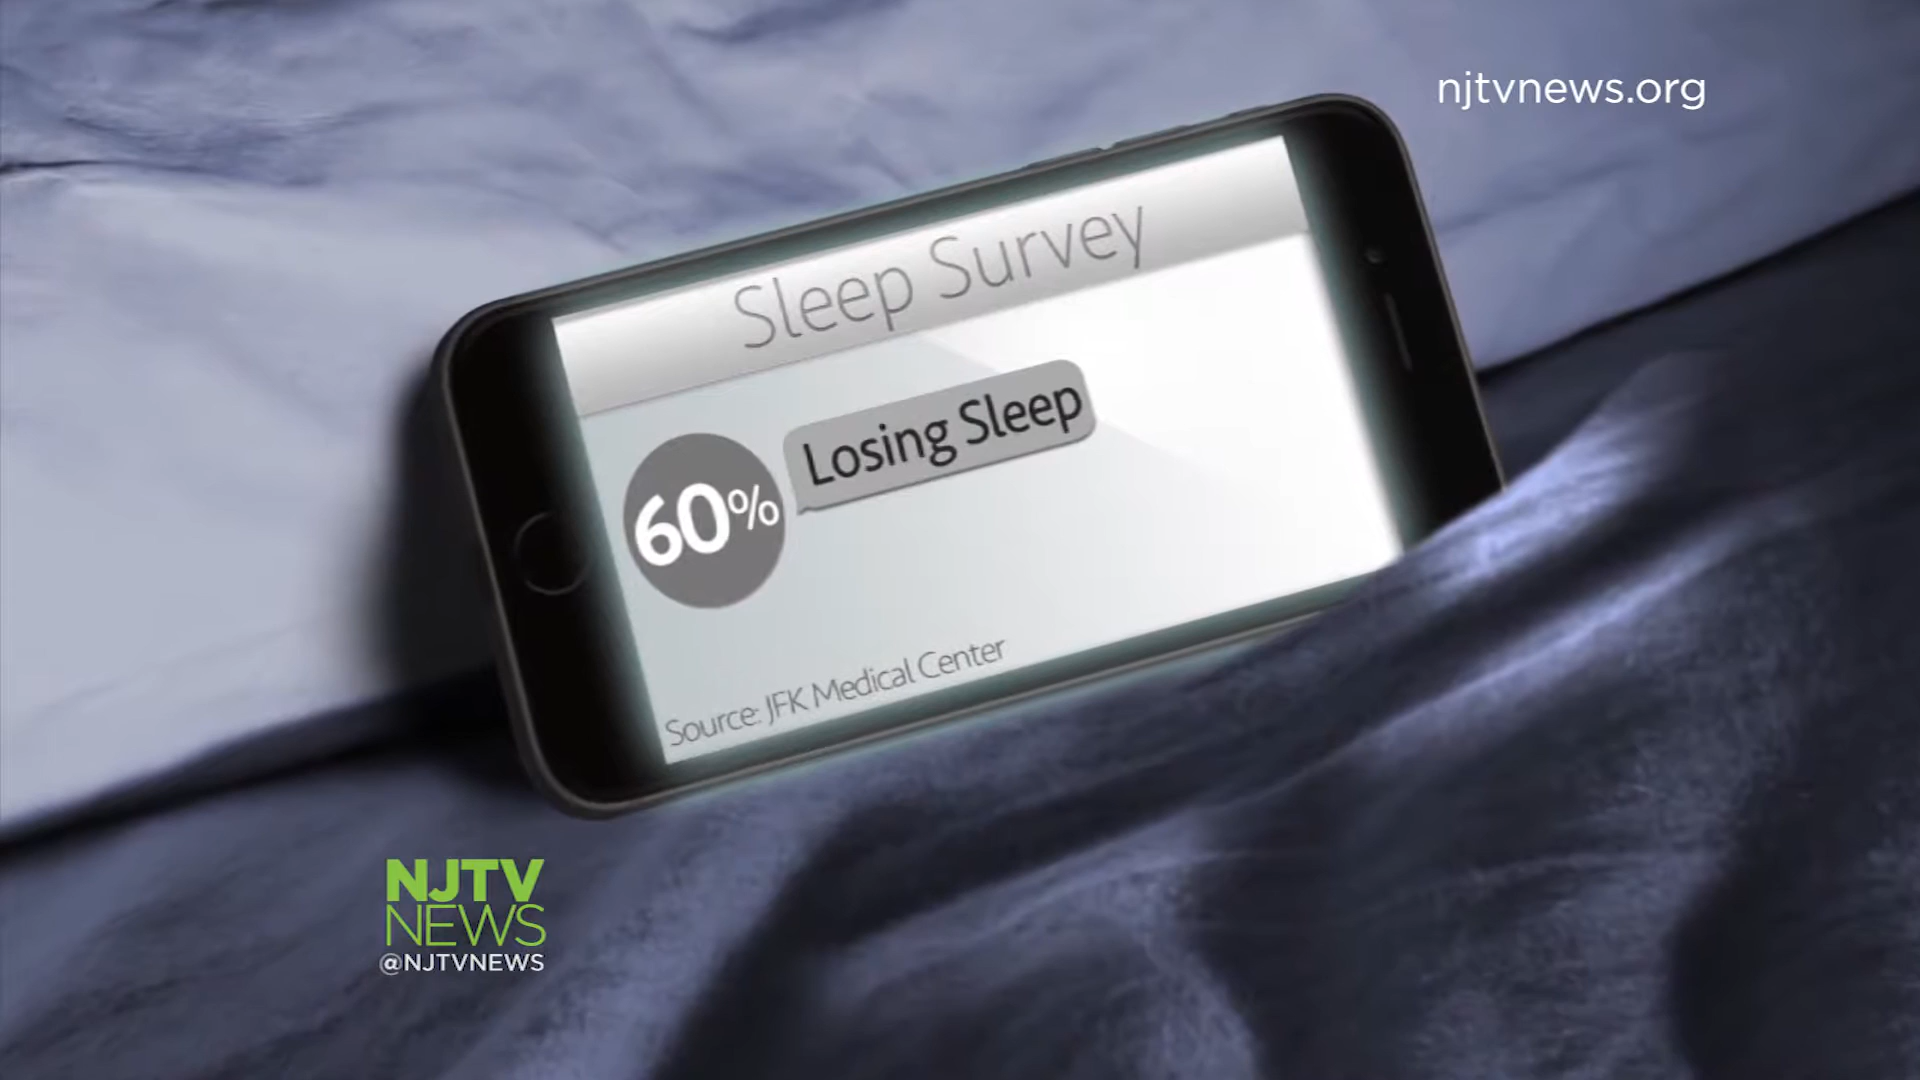 njtvnews.org
Sleep Survey
Losing Sleep
60%
Source: JFK Medical Center
NJTV
NEWS
@NJTVNEWS